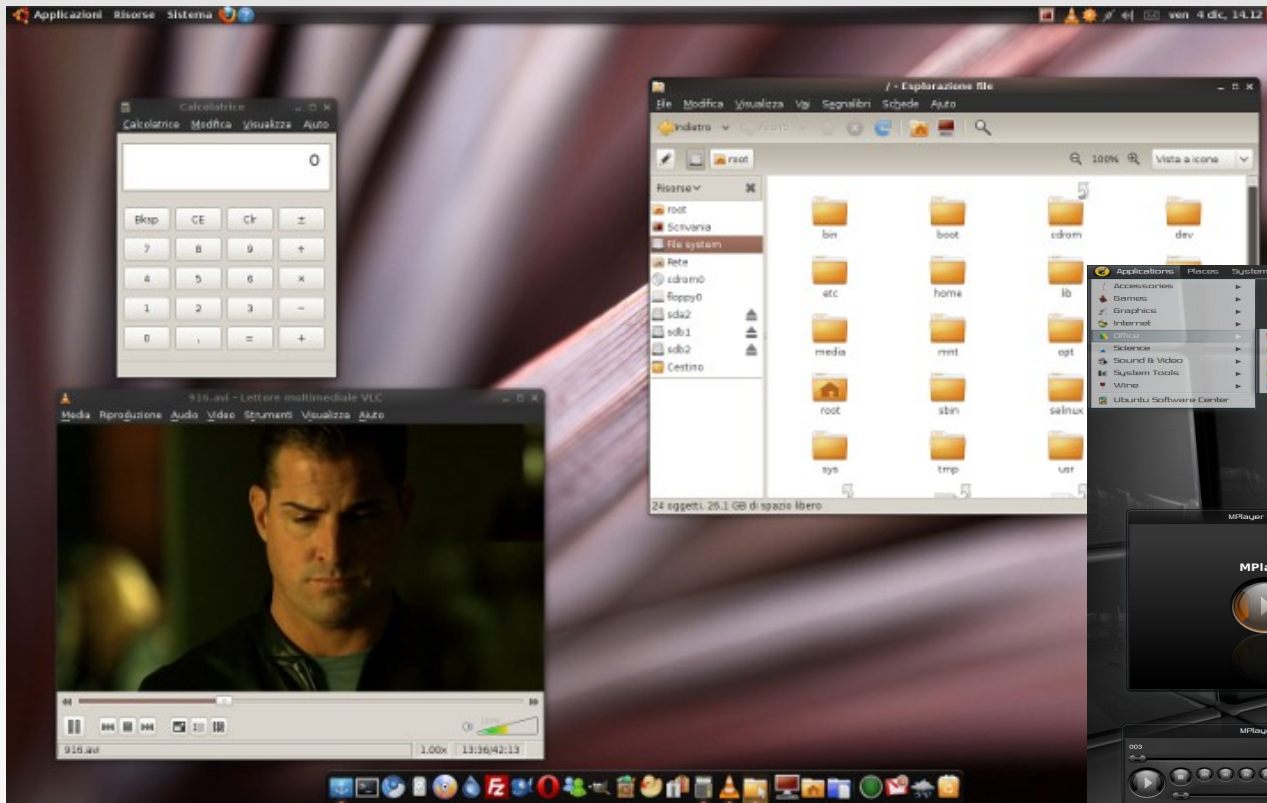 Applicazioni Risorse Sistema
ven 4 dic, 14.12
Calcolatrice
Calcolatrice Modifica Visualizza Aiuto
0
Bksp CE Clr ±
7 8 9 ÷
4 5 6 ×
1 2 3 −
0 , = +
/ - Esplorazione file
File Modifica Visualizza Vai Segnalibri Schede Aiuto
Indietro
root
100% Vista a icone
Risorse
root
Scrivania
File system
Rete
cdrom0
floppy0
sda2
sdb1
sdb2
Cestino
bin boot cdrom dev
etc home lib
media mnt opt
root sbin selinux
sys tmp usr
24 oggetti, 26.1 GB di spazio libero
916.avi - Lettore multimediale VLC
Media Riproduzione Audio Video Strumenti Visualizza Aiuto
916.avi 1.00x 13:36/42:13
Applications Places System
Accessories
Games
Graphics
Internet
Office
Science
Sound & Video
System Tools
Wine
Ubuntu Software Center
MPlayer
MPla
MPlay
003